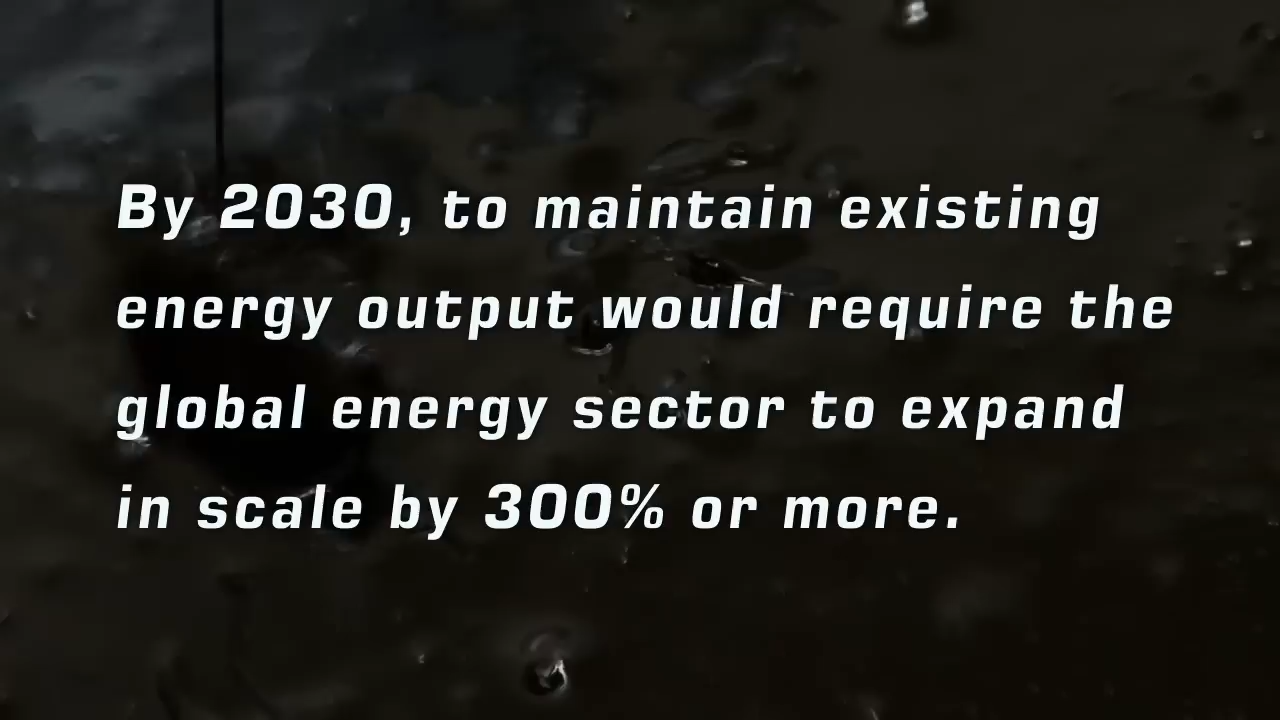 By 2030, to maintain existing
energy output would require the
global energy sector to expand
in scale by 300% or more.